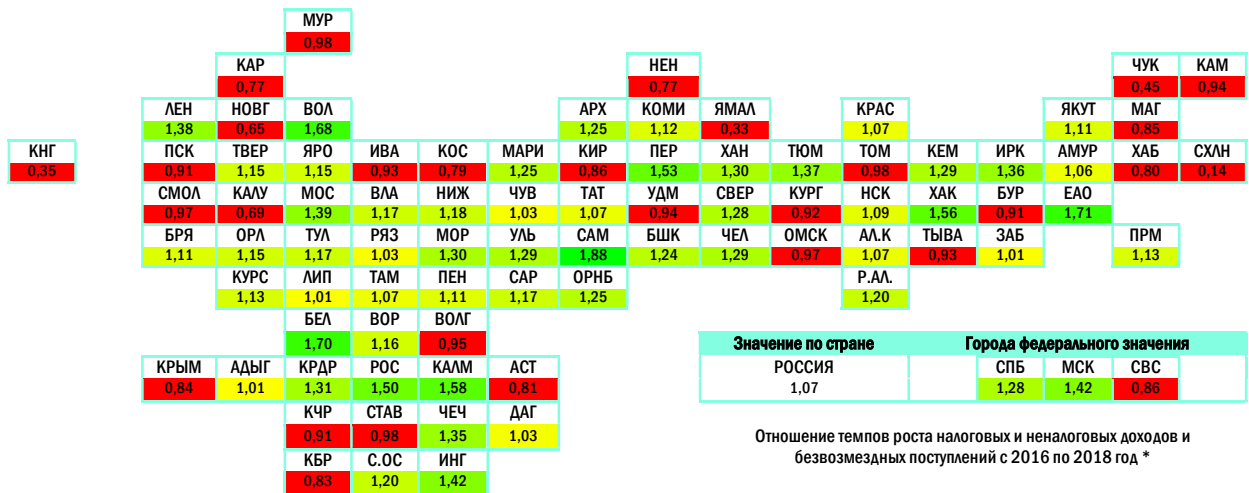 МУР
0,98
КАР НЕН ЧУК КАМ
0,77 0,77 0,45 0,94
ЛЕН НОВГ ВОЛ АРХ КОМИ ЯМАЛ КРАС ЯКУТ МАГ
1,38 0,65 1,68 1,25 1,12 0,33 1,07 1,11 0,85
КНГ ПСК ТВЕР ЯРО ИВА КОС МАРИ КИР ПЕР ХАН ТЮМ ТОМ КЕМ ИРК АМУР ХАБ СХЛН
0,35 0,91 1,15 1,15 0,93 0,79 1,25 0,86 1,53 1,30 1,37 0,98 1,29 1,36 1,06 0,80 0,14
СМОЛ КАЛУ МОС ВЛА НИЖ ЧУВ ТАТ УДМ СВЕР КУРГ НСК ХАК БУР ЕАО
0,97 0,69 1,39 1,17 1,18 1,03 1,07 0,94 1,28 0,92 1,09 1,56 0,91 1,71
БРЯ ОРЛ ТУЛ РЯЗ МОР УЛЬ САМ БШК ЧЕЛ ОМСК АЛ.К ТЫВА ЗАБ ПРМ
1,11 1,15 1,17 1,03 1,30 1,29 1,88 1,24 1,29 0,97 1,07 0,93 1,01 1,13
КУРС ЛИП ТАМ ПЕН САР ОРНБ Р.АЛ.
1,13 1,01 1,07 1,11 1,17 1,25 1,20
БЕЛ ВОР ВОЛГ
1,70 1,16 0,95
Значение по стране Города федерального значения
КРЫМ АДЫГ КРДР РОС КАЛМ АСТ РОССИЯ СПБ МСК СВС
0,84 1,01 1,31 1,50 1,58 0,81 1,07 1,28 1,42 0,86
КЧР СТАВ ЧЕЧ ДАГ
0,91 0,98 1,35 1,03
Отношение темпов роста налоговых и неналоговых доходов и
безвозмездных поступлений с 2016 по 2018 год *
КБР С.ОС ИНГ
0,83 1,20 1,42